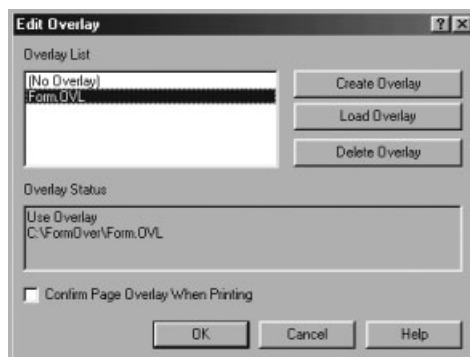 Edit Overlay
Overlay List
(No Overlay)
Form.OVL
Create Overlay
Load Overlay
Delete Overlay
Overlay Status
Use Overlay
C:\FormOver\Form.OVL
Confirm Page Overlay When Printing
OK Cancel Help